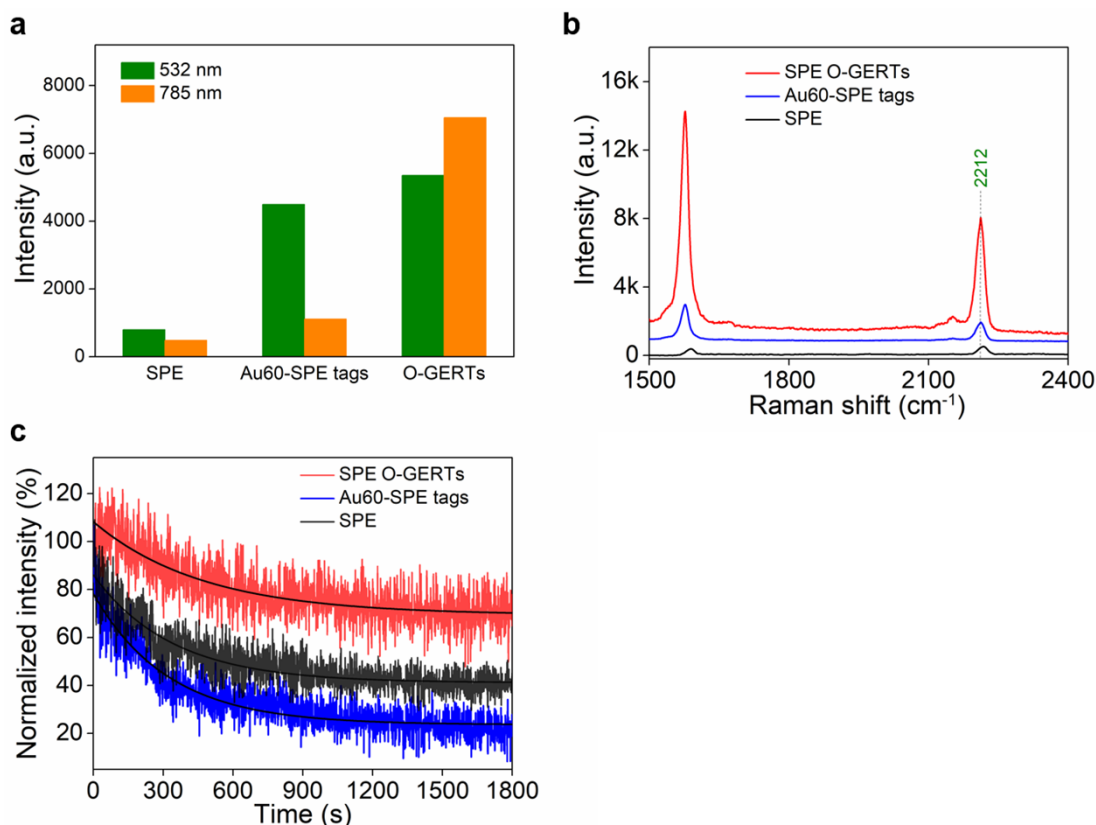 a
532 nm
785 nm
Intensity (a.u.)
8000
6000
4000
2000
0
SPE
Au60-SPE tags
O-GERTs
b
SPE O-GERTs
Au60-SPE tags
SPE
2212
Intensity (a.u.)
16k
12k
8k
4k
0
1500
1800
2100
2400
Raman shift (cm⁻¹)
c
SPE O-GERTs
Au60-SPE tags
SPE
Normalized intensity (%)
120
100
80
60
40
20
0
300
600
900
1200
1500
1800
Time (s)